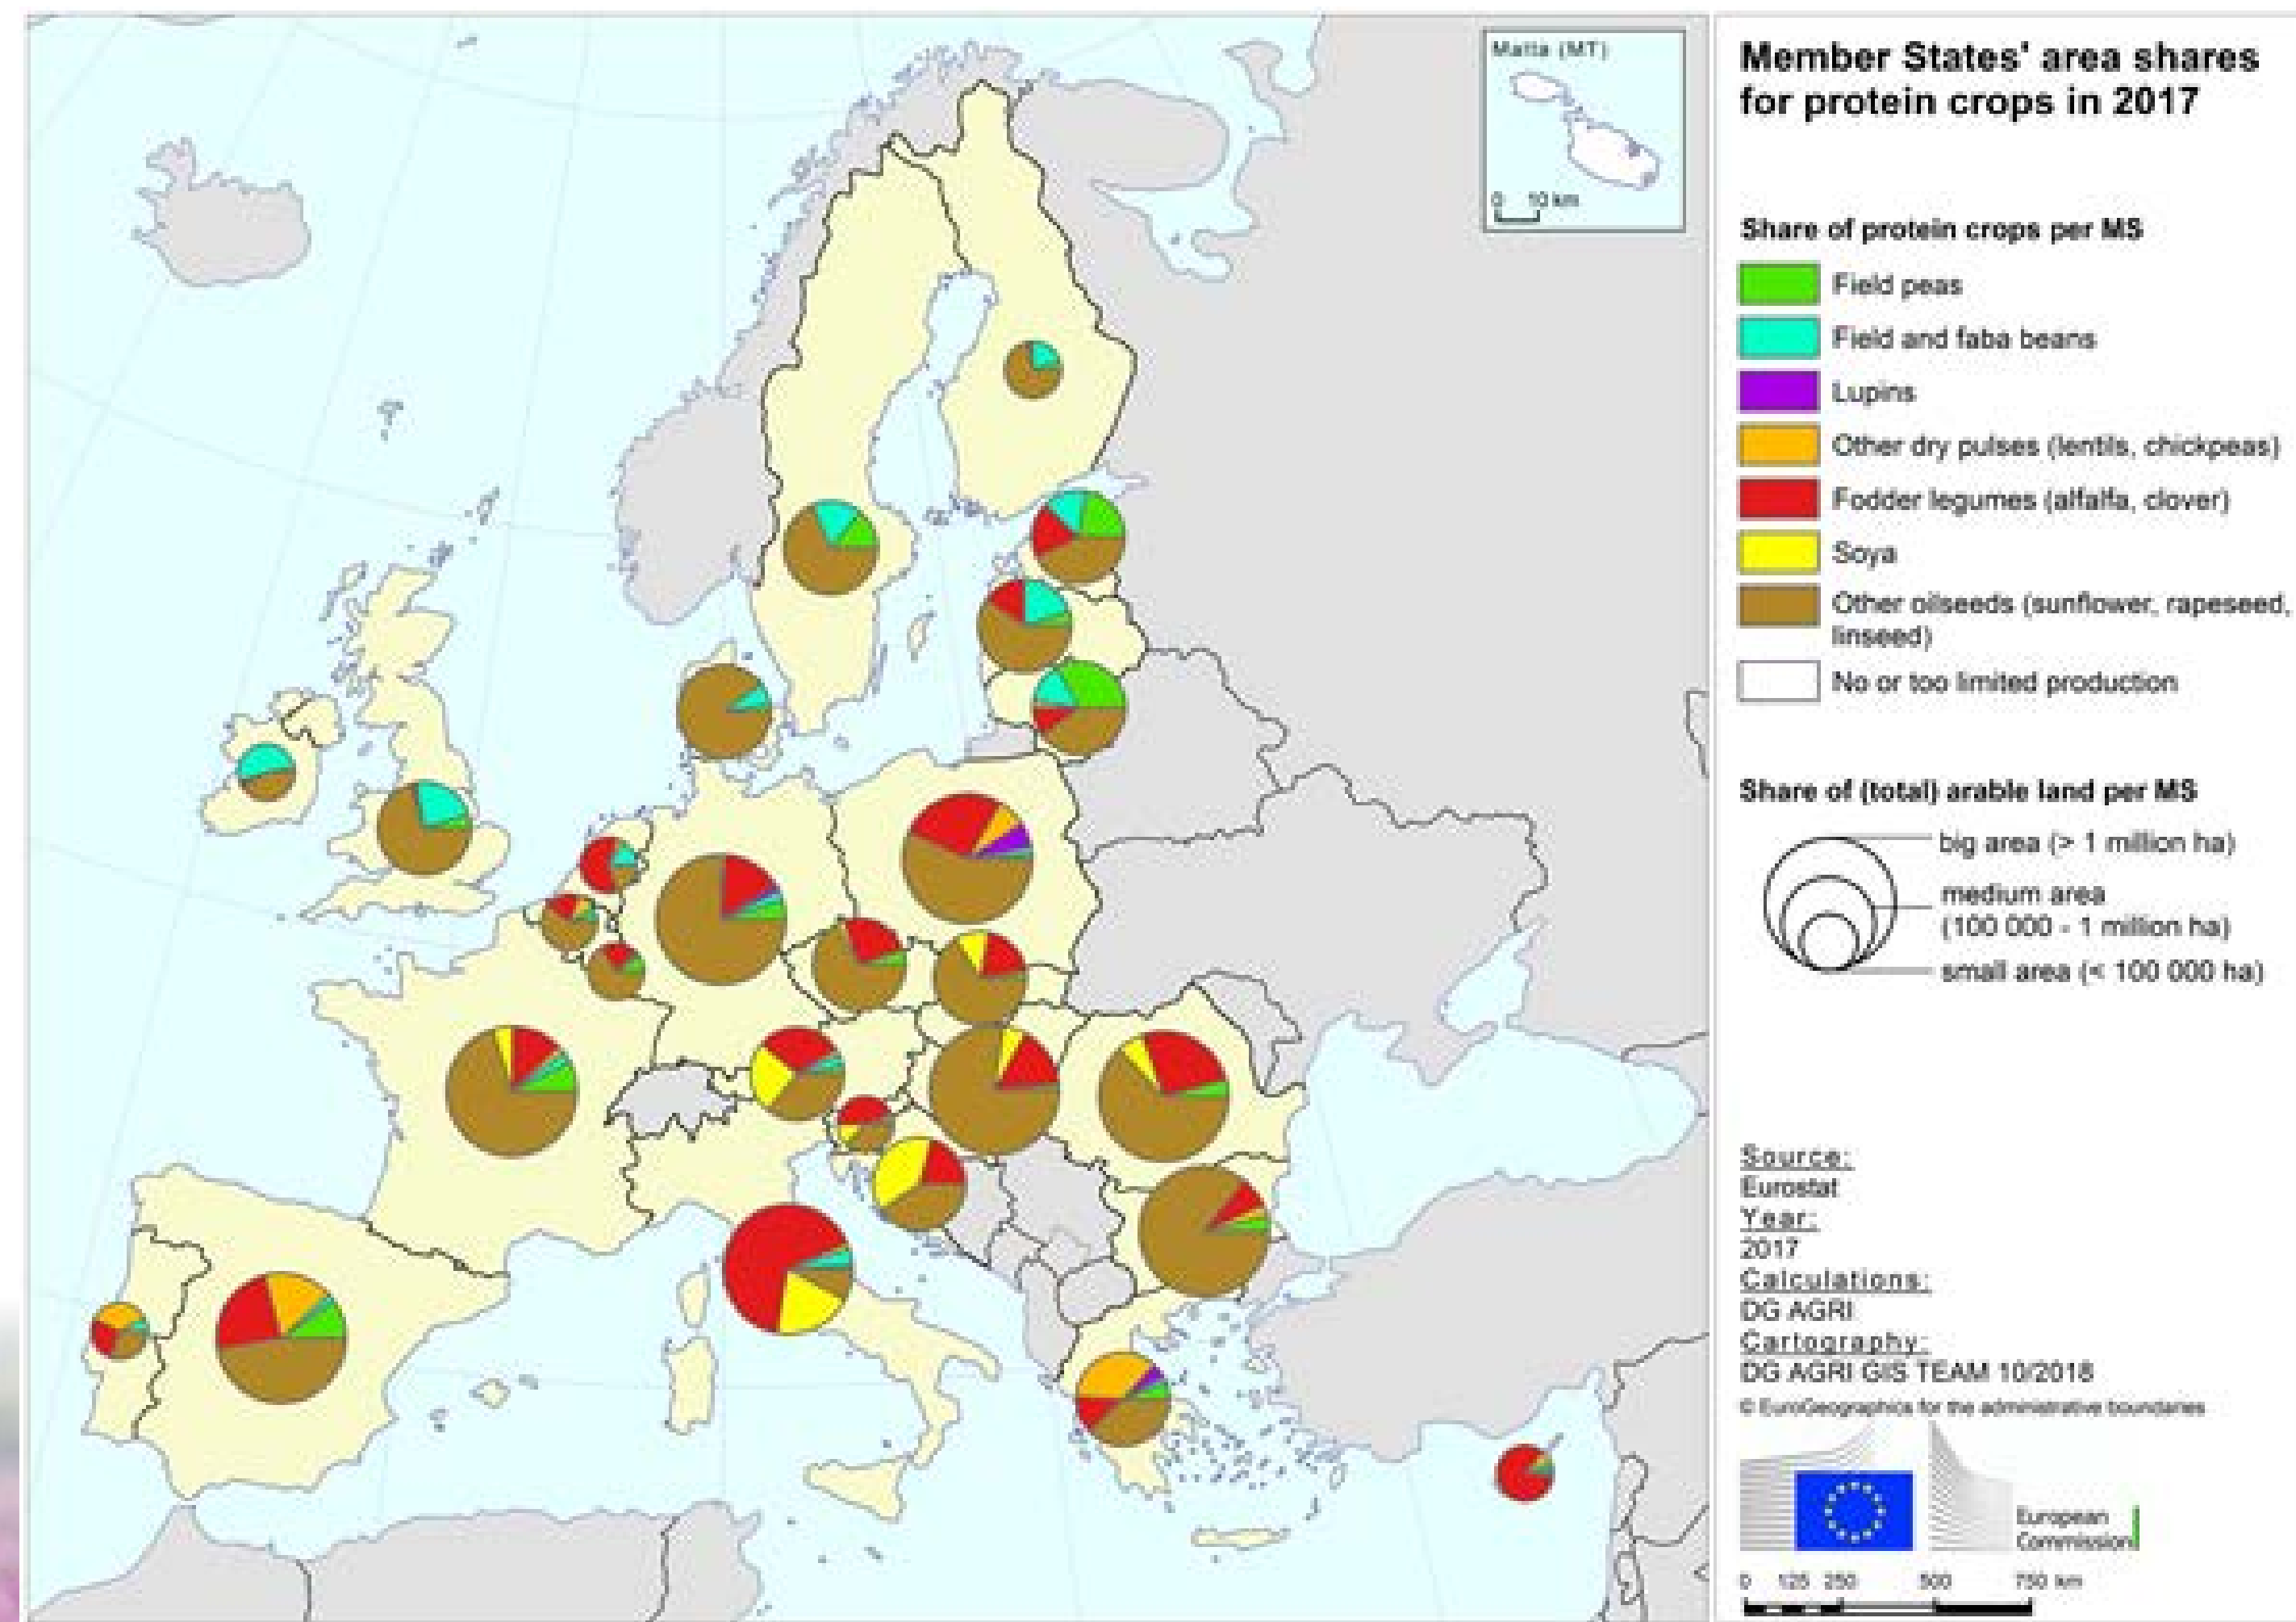 Malta (MT)
0 10 km
Member States' area shares
for protein crops in 2017
Share of protein crops per MS
Field peas
Field and faba beans
Lupins
Other dry pulses (lentils, chickpeas)
Fodder legumes (alfalfa, clover)
Soya
Other oilseeds (sunflower, rapeseed,
linseed)
No or too limited production
Share of (total) arable land per MS
big area (> 1 million ha)
medium area
(100 000 - 1 million ha)
small area (< 100 000 ha)
Source:
Eurostat
Year:
2017
Calculations:
DG AGRI
Cartography:
DG AGRI GIS TEAM 10/2018
© EuroGeographics for the administrative boundaries
European
Commission
0 125 250 500 750 km